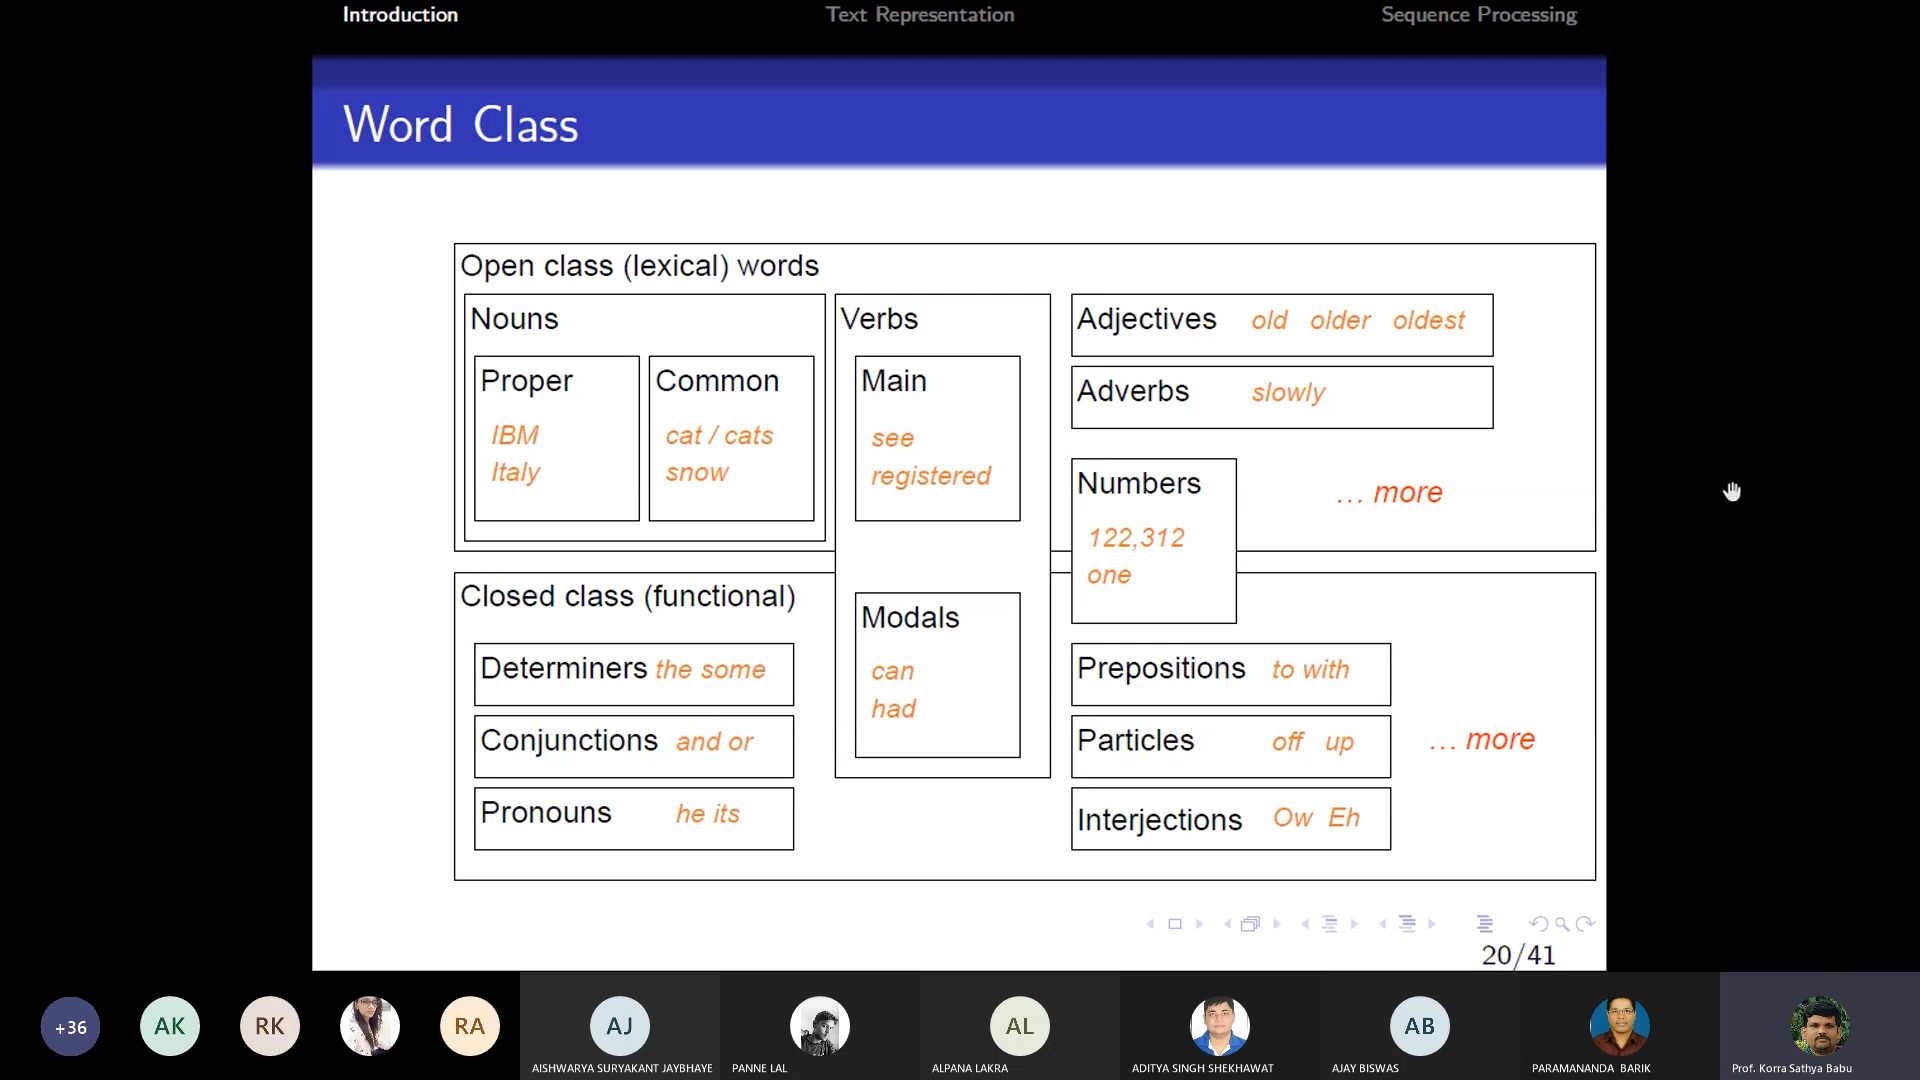 Introduction Text Representation Sequence Processing
Word Class
Open class (lexical) words
Nouns
Proper
IBM
Italy
Common
cat / cats
snow
Verbs
Main
see
registered
Modals
can
had
Adjectives old older oldest
Adverbs slowly
Numbers
122,312
one
... more
Closed class (functional)
Determiners the some
Conjunctions and or
Pronouns he its
Prepositions to with
Particles off up
Interjections Ow Eh
... more
20/41
+36
AK
RK
RA
AJ
AISHWARYA SURYAKANT JAYBHAYE
PANNE LAL
AL
ALPANA LAKRA
ADITYA SINGH SHEKHAWAT
AB
AJAY BISWAS
PARAMANANDA BARIK
Prof. Korra Sathya Babu